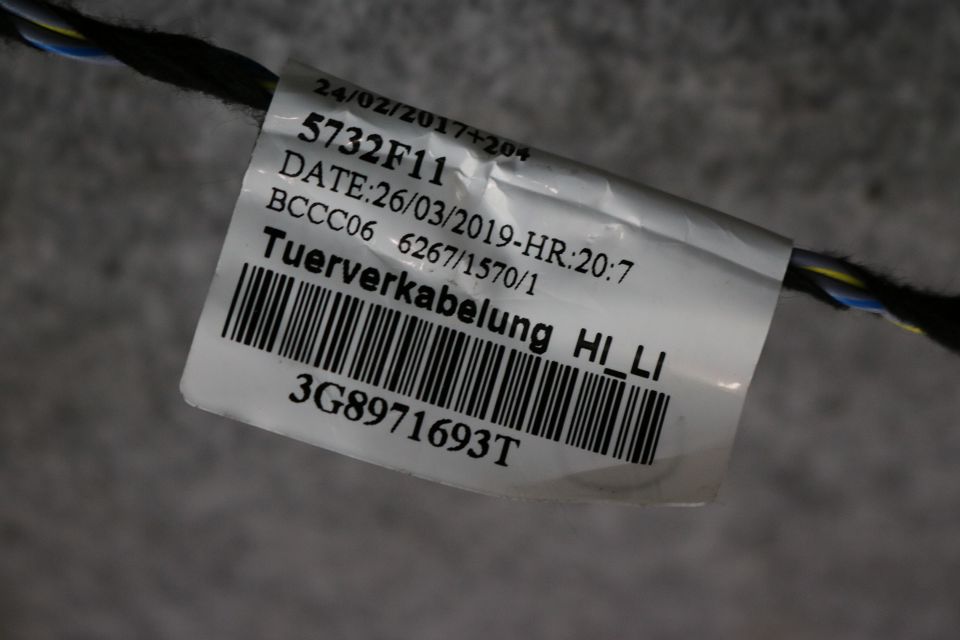 24/02/2017+204
5732F11
DATE:26/03/2019-HR:20:7
BCCC06 6267/1570/1
Tuerverkabelung HI_LI
3G8971693T